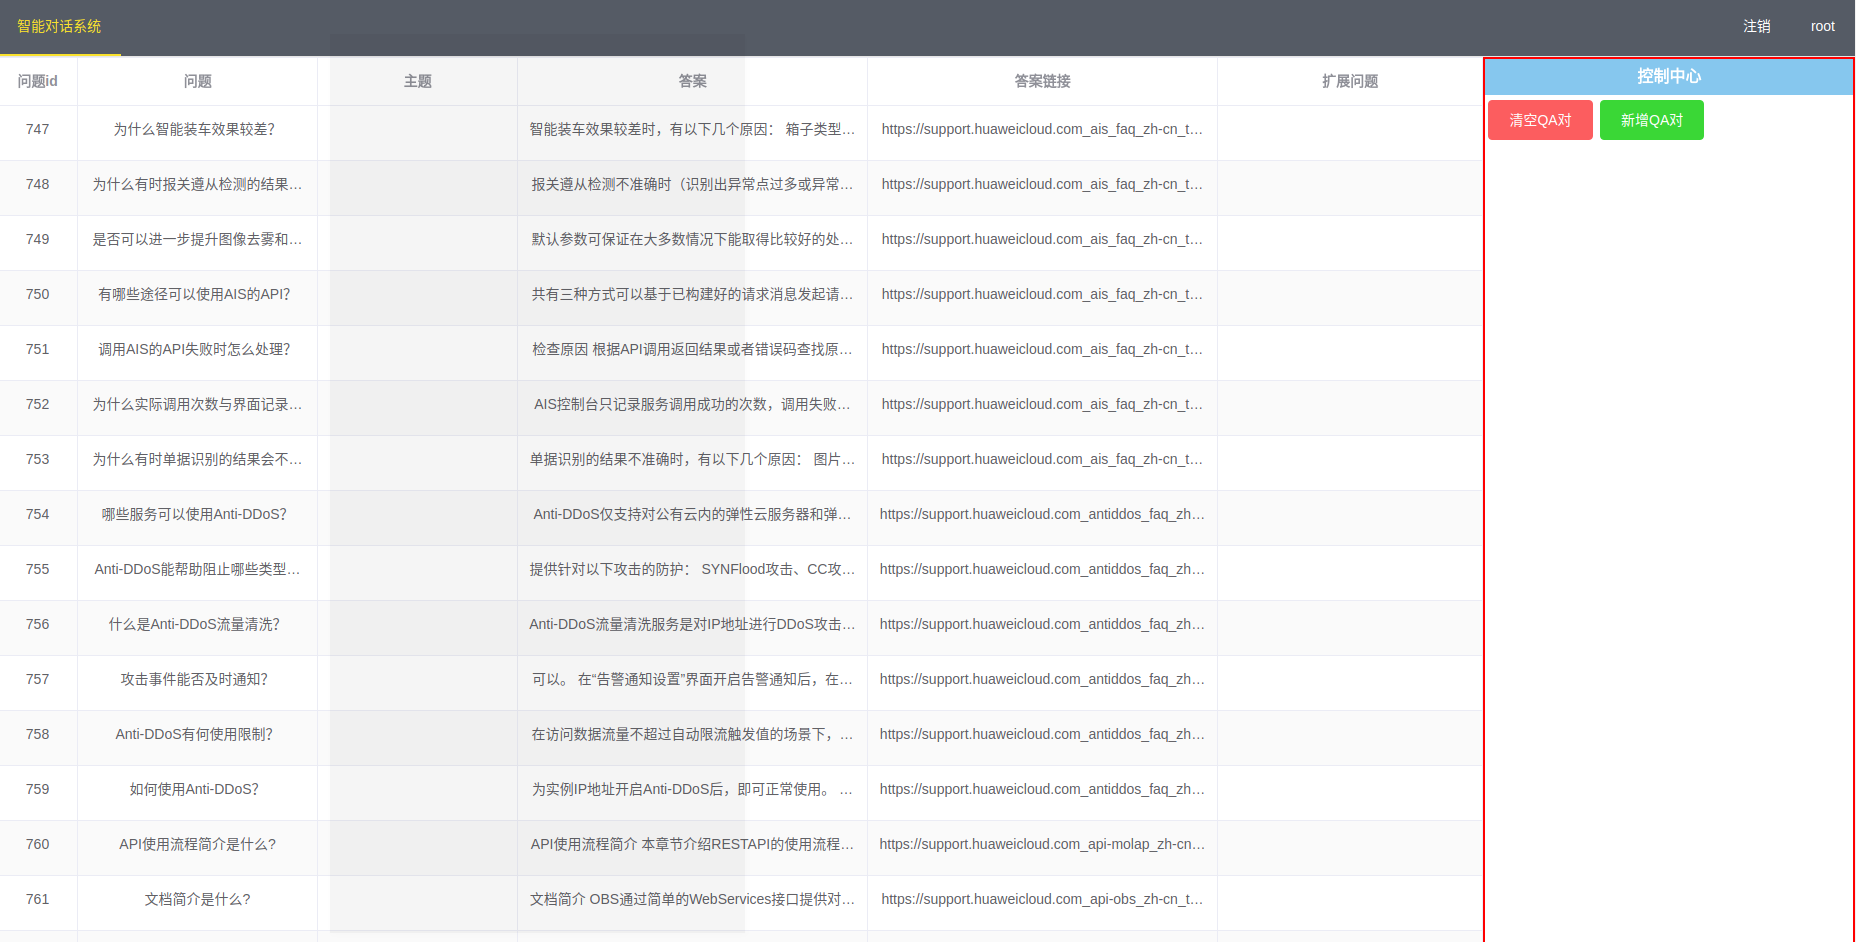 智能对话系统 注销 root
问题id 问题 主题 答案 答案链接 扩展问题 控制中心
清空QA对 新增QA对
747 为什么智能装车效果较差？ 智能装车效果较差时，有以下几个原因： 箱子类型… https://support.huaweicloud.com_ais_faq_zh-cn_t…
748 为什么有时报关遵从检测的结果… 报关遵从检测不准确时（识别出异常点过多或异常… https://support.huaweicloud.com_ais_faq_zh-cn_t…
749 是否可以进一步提升图像去雾和… 默认参数可保证在大多数情况下能取得比较好的处… https://support.huaweicloud.com_ais_faq_zh-cn_t…
750 有哪些途径可以使用AIS的API？ 共有三种方式可以基于已构建好的请求消息发起请… https://support.huaweicloud.com_ais_faq_zh-cn_t…
751 调用AIS的API失败时怎么处理？ 检查原因 根据API调用返回结果或者错误码查找原… https://support.huaweicloud.com_ais_faq_zh-cn_t…
752 为什么实际调用次数与界面记录… AIS控制台只记录服务调用成功的次数，调用失败… https://support.huaweicloud.com_ais_faq_zh-cn_t…
753 为什么有时单据识别的结果会不… 单据识别的结果不准确时，有以下几个原因： 图片… https://support.huaweicloud.com_ais_faq_zh-cn_t…
754 哪些服务可以使用Anti-DDoS？ Anti-DDoS仅支持对公有云内的弹性云服务器和弹… https://support.huaweicloud.com_antiddos_faq_zh…
755 Anti-DDoS能帮助阻止哪些类型… 提供针对以下攻击的防护： SYNFlood攻击、CC攻… https://support.huaweicloud.com_antiddos_faq_zh…
756 什么是Anti-DDoS流量清洗？ Anti-DDoS流量清洗服务是对IP地址进行DDoS攻击… https://support.huaweicloud.com_antiddos_faq_zh…
757 攻击事件能否及时通知？ 可以。 在“告警通知设置”界面开启告警通知后，在… https://support.huaweicloud.com_antiddos_faq_zh…
758 Anti-DDoS有何使用限制？ 在访问数据流量不超过自动限流触发值的场景下，… https://support.huaweicloud.com_antiddos_faq_zh…
759 如何使用Anti-DDoS？ 为实例IP地址开启Anti-DDoS后，即可正常使用。 … https://support.huaweicloud.com_antiddos_faq_zh…
760 API使用流程简介是什么? API使用流程简介 本章节介绍RESTAPI的使用流程… https://support.huaweicloud.com_api-molap_zh-cn…
761 文档简介是什么? 文档简介 OBS通过简单的WebServices接口提供对… https://support.huaweicloud.com_api-obs_zh-cn_t…